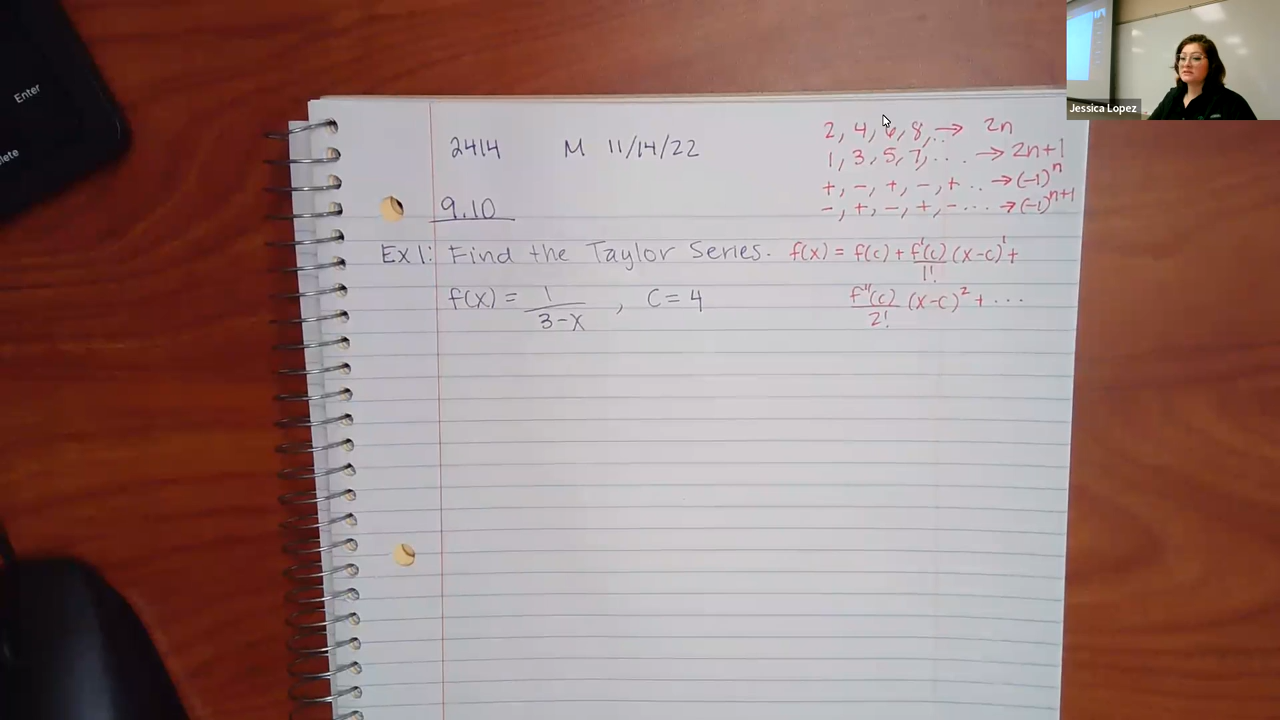 Enter
lete
Jessica Lopez
2414 M 11/14/22
2, 4, 6, 8, ... → 2n
1, 3, 5, 7, ... → 2n+1
+, -, +, -, + ... → (-1)^n
-, +, -, +, - ... → (-1)^{n+1}
9.10
Ex 1: Find the Taylor Series. f(x) = f(c) + f'(c)/1! (x-c)^1 +
f(x) = 1/(3-x) , C = 4 f''(c)/2! (x-c)^2 + ...